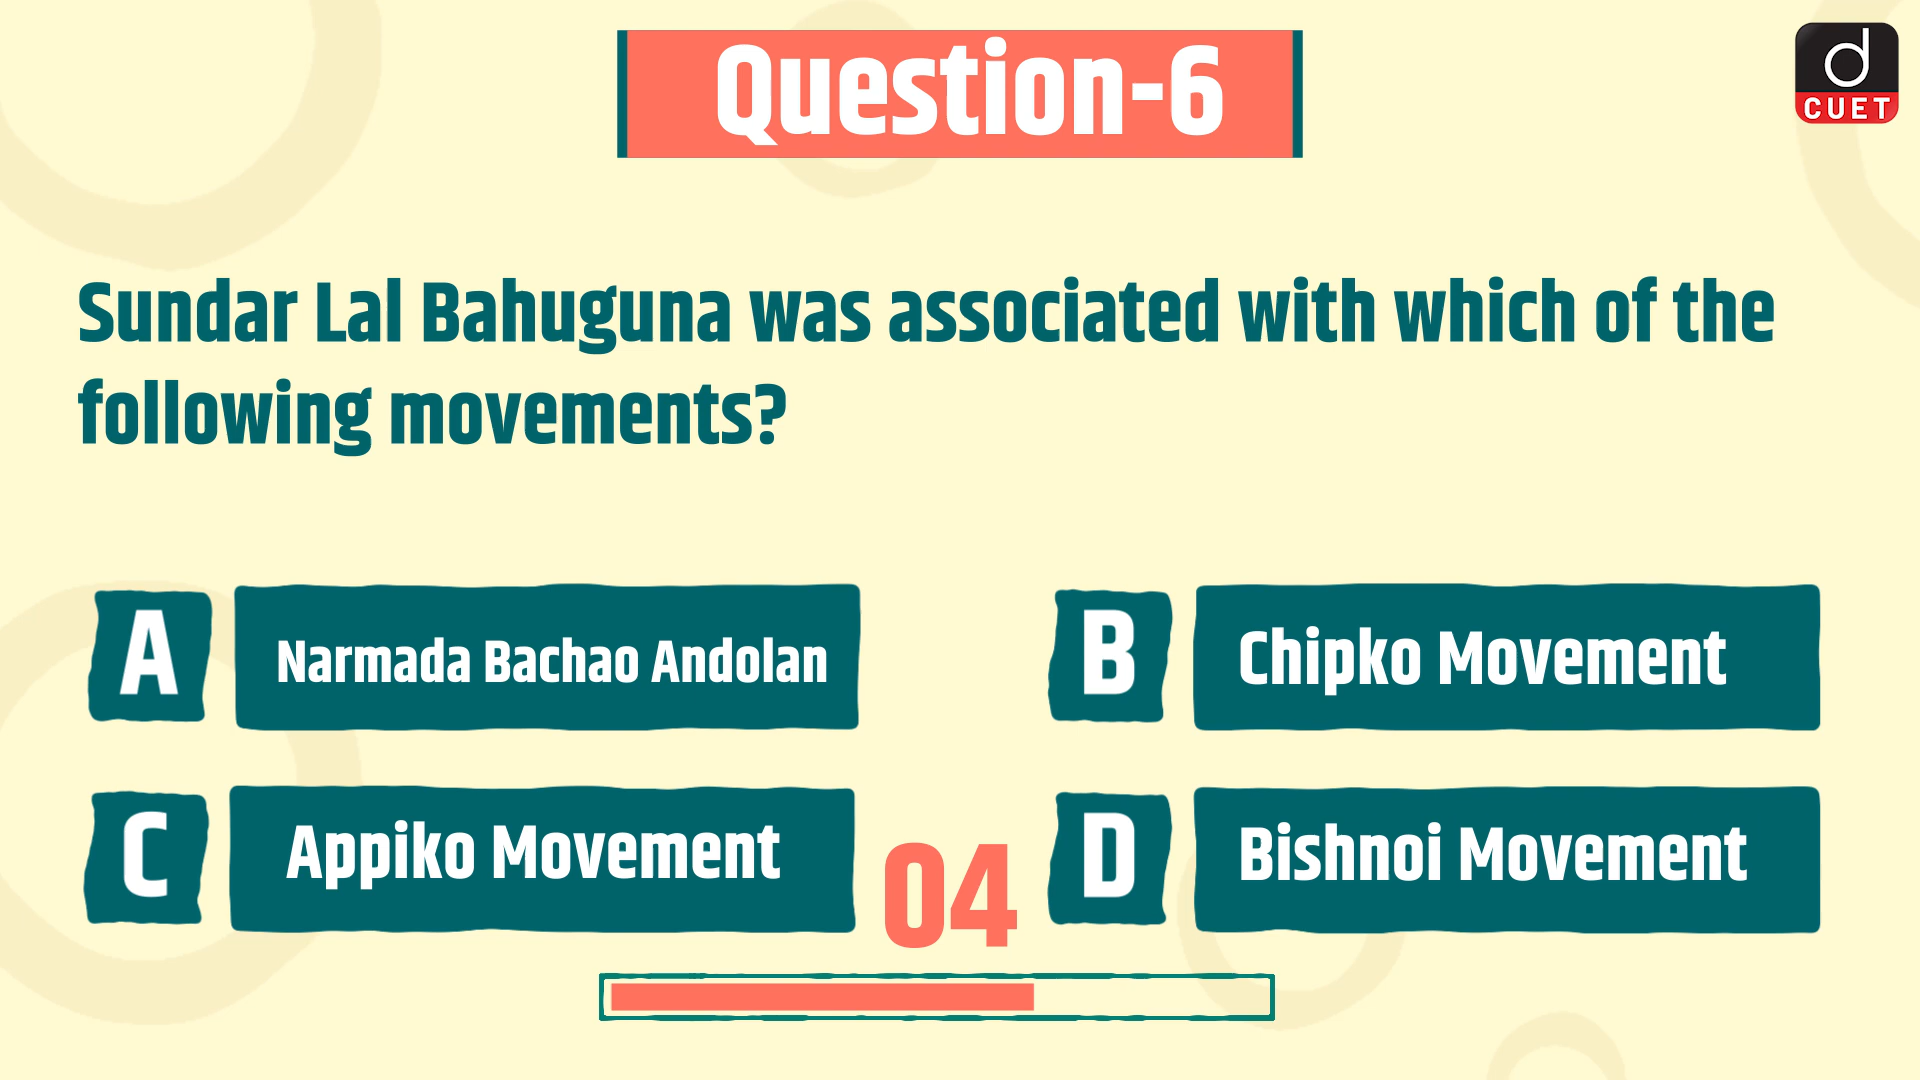 Question-6
d
CUET
Sundar Lal Bahuguna was associated with which of the
following movements?
A
Narmada Bachao Andolan
B
Chipko Movement
C
Appiko Movement
D
Bishnoi Movement
04